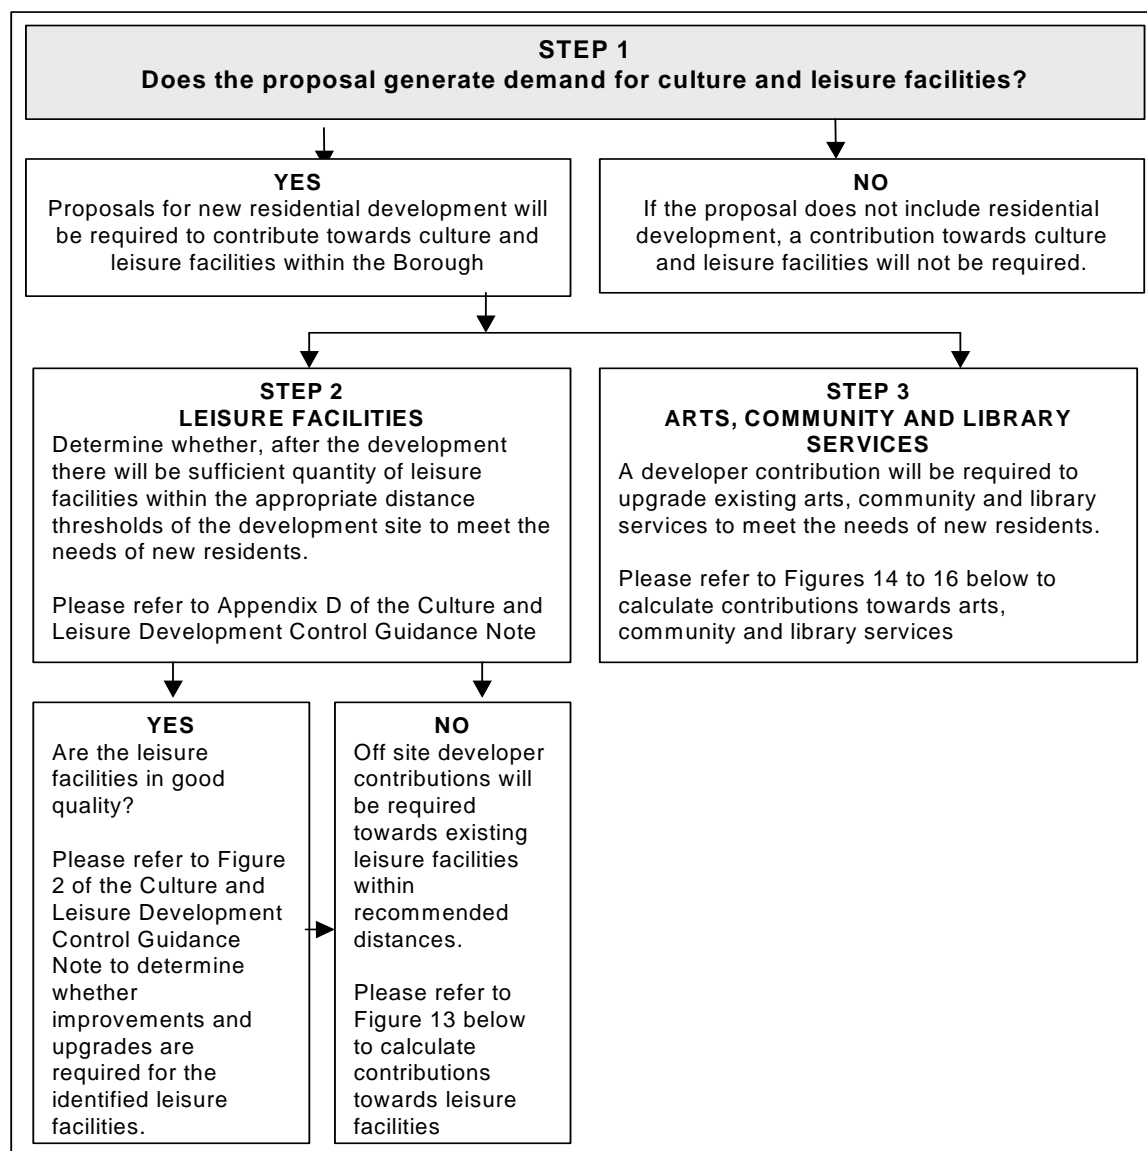 STEP 1
Does the proposal generate demand for culture and leisure facilities?
YES
Proposals for new residential development will
be required to contribute towards culture and
leisure facilities within the Borough
NO
If the proposal does not include residential
development, a contribution towards culture
and leisure facilities will not be required.
STEP 2
LEISURE FACILITIES
Determine whether, after the development
there will be sufficient quantity of leisure
facilities within the appropriate distance
thresholds of the development site to meet the
needs of new residents.
Please refer to Appendix D of the Culture and
Leisure Development Control Guidance Note
STEP 3
ARTS, COMMUNITY AND LIBRARY
SERVICES
A developer contribution will be required to
upgrade existing arts, community and library
services to meet the needs of new residents.
Please refer to Figures 14 to 16 below to
calculate contributions towards arts,
community and library services
YES
Are the leisure
facilities in good
quality?
Please refer to Figure
2 of the Culture and
Leisure Development
Control Guidance
Note to determine
whether
improvements and
upgrades are
required for the
identified leisure
facilities.
NO
Off site developer
contributions will
be required
towards existing
leisure facilities
within
recommended
distances.
Please refer to
Figure 13 below
to calculate
contributions
towards leisure
facilities